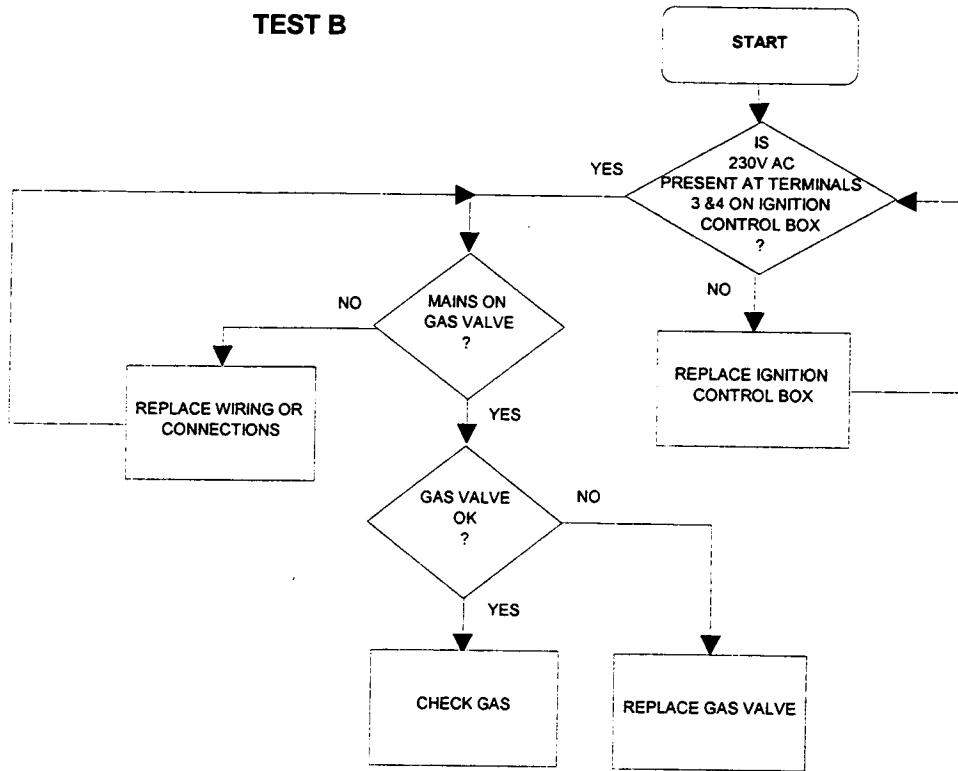 TEST B
START
IS
230V AC
PRESENT AT TERMINALS
3 &4 ON IGNITION
CONTROL BOX
?
YES
NO
REPLACE IGNITION
CONTROL BOX
MAINS ON
GAS VALVE
?
NO
REPLACE WIRING OR
CONNECTIONS
YES
GAS VALVE
OK
?
NO
YES
CHECK GAS
REPLACE GAS VALVE